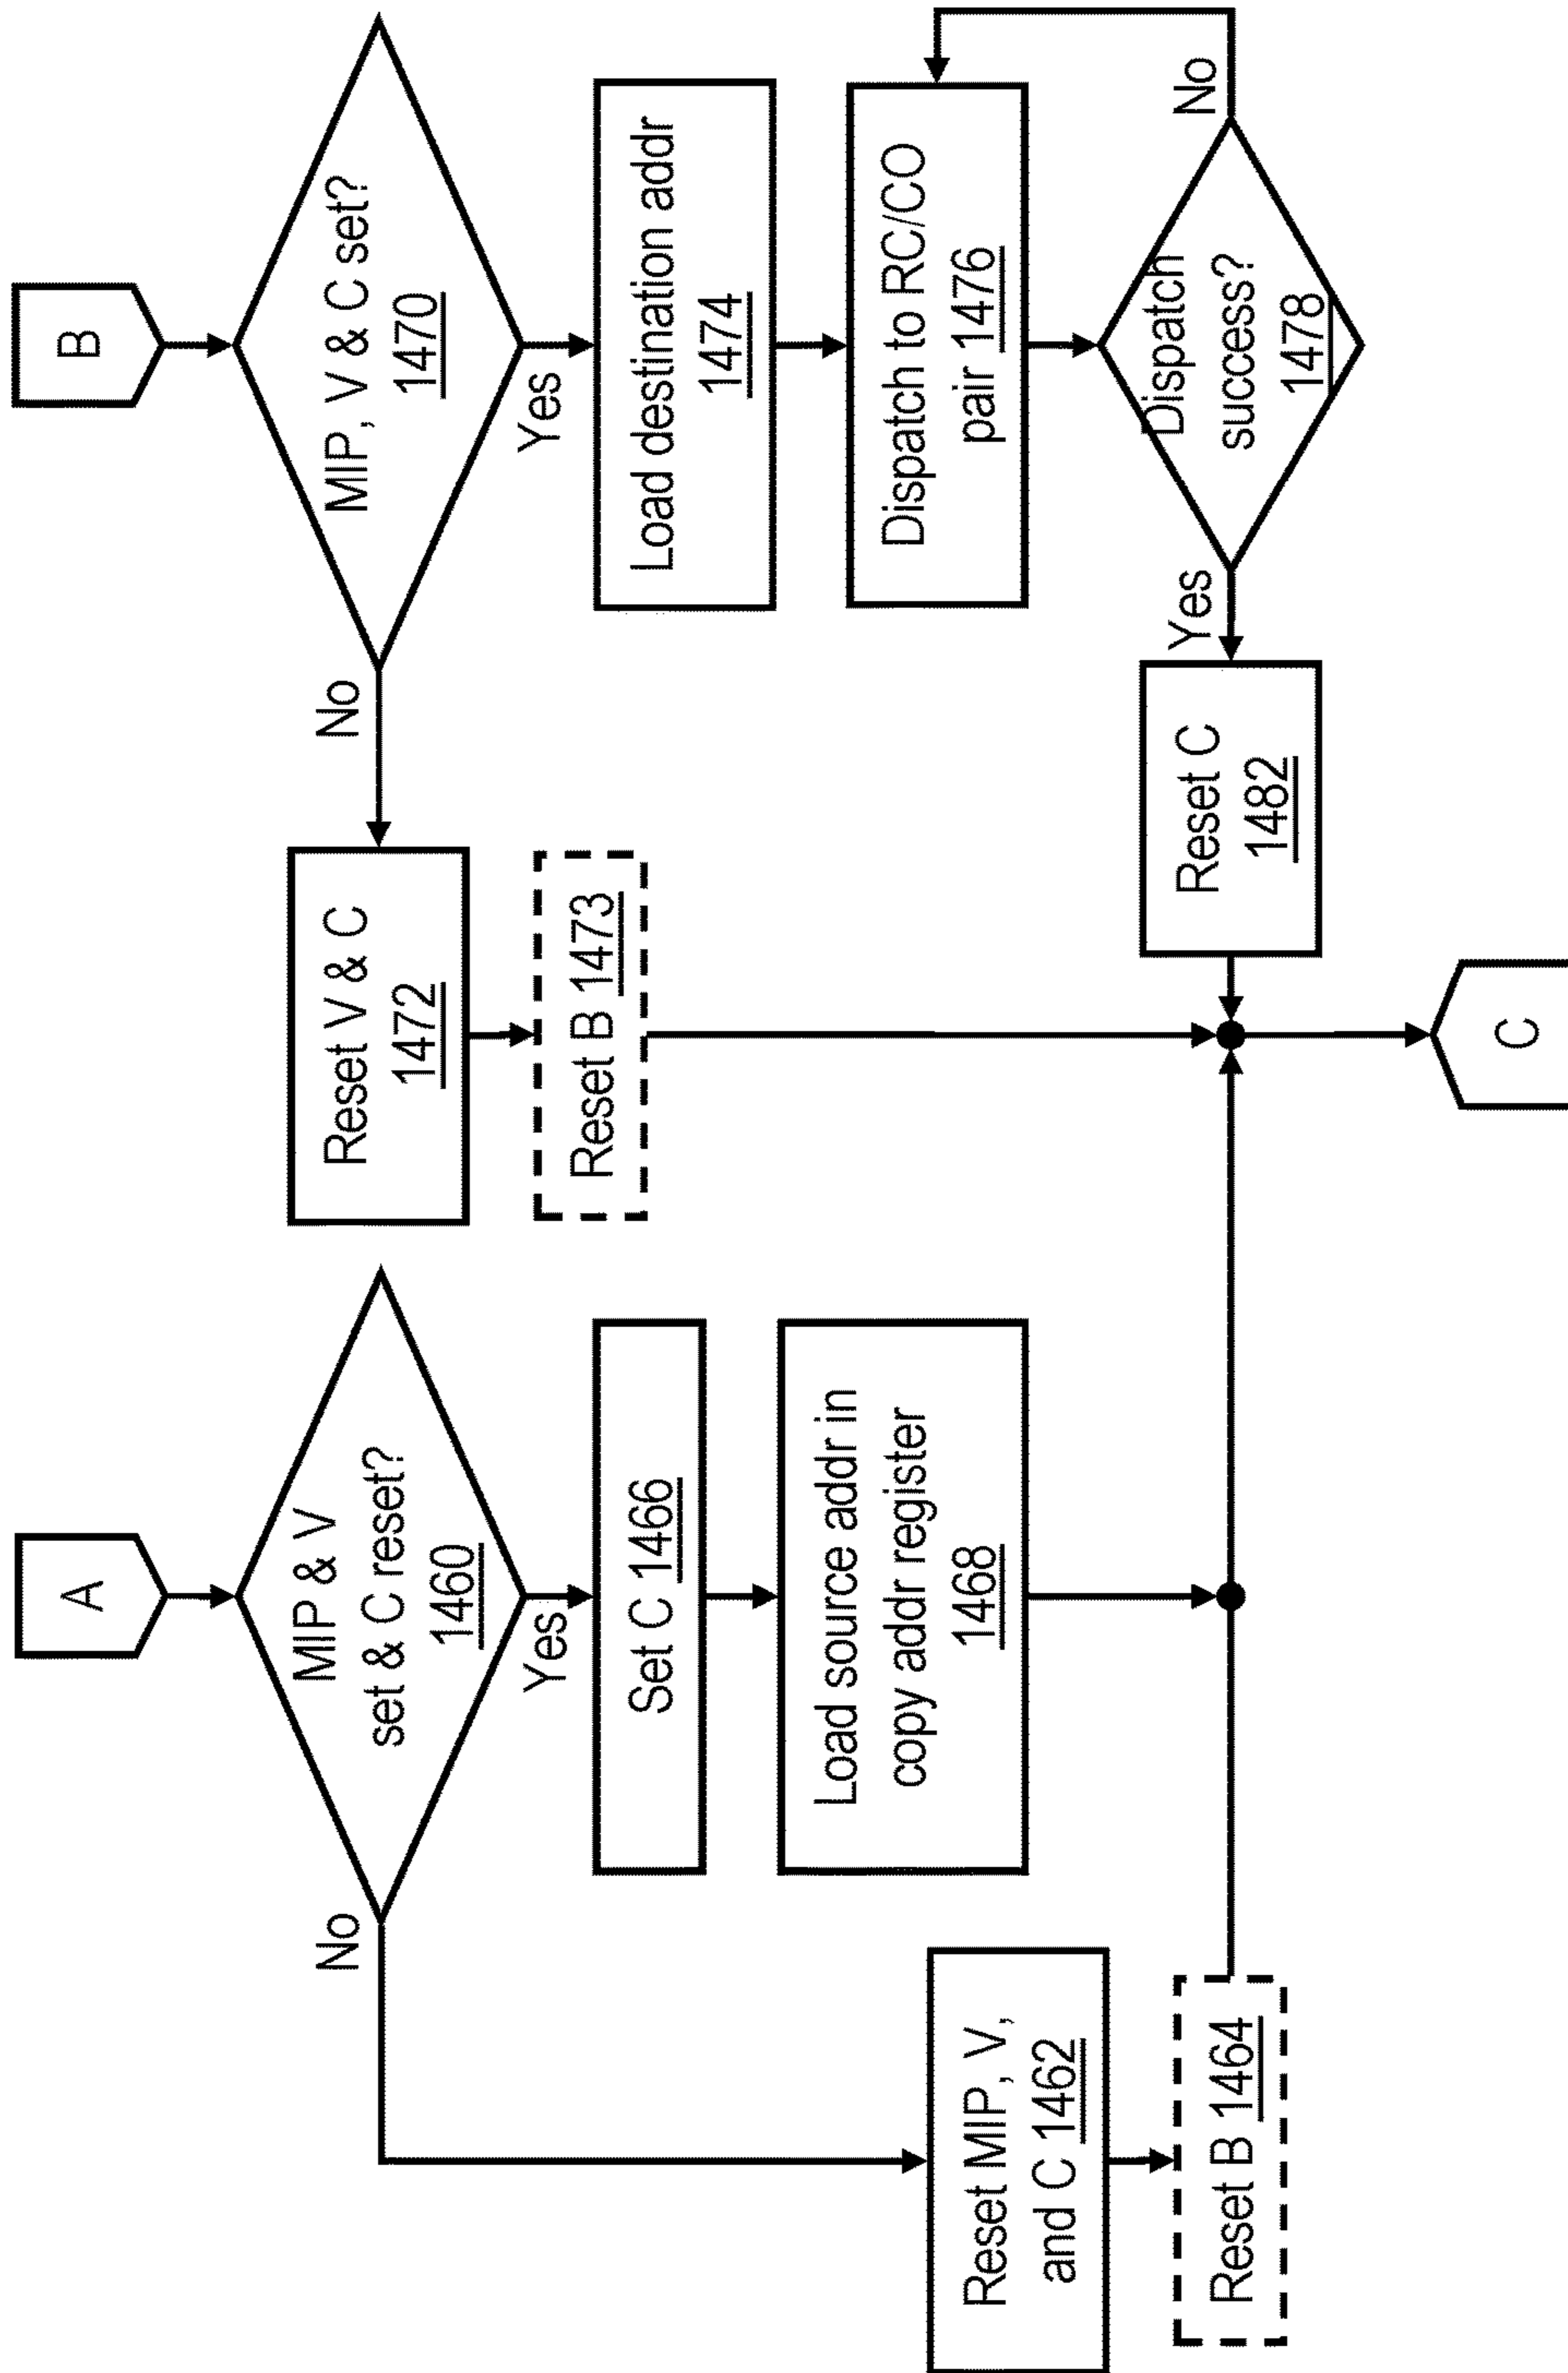 A
MIP & V
set & C reset?
1460
No
Yes
Set C 1466
Load source addr in
copy addr register
1468
Reset MIP, V,
and C 1462
Reset B 1464
B
MIP, V & C set?
1470
No
Yes
Reset V & C
1472
Reset B 1473
Load destination addr
1474
Dispatch to RC/CO
pair 1476
Dispatch
success?
1478
No
Yes
Reset C
1482
C